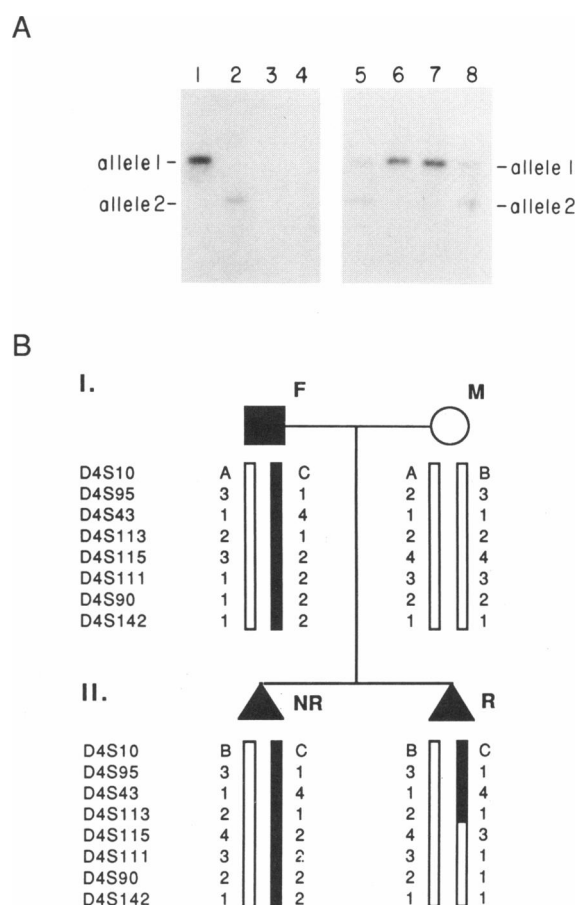 A
1 2 3 4 5 6 7 8
allele 1 - - allele 1
allele 2 - - allele 2
B
I. F M
D4S10 A C A B
D4S95 3 1 2 3
D4S43 1 4 1 1
D4S113 2 1 2 2
D4S115 3 2 4 4
D4S111 1 2 3 3
D4S90 1 2 2 2
D4S142 1 2 1 1
II. NR R
D4S10 B C B C
D4S95 3 1 3 1
D4S43 1 4 1 4
D4S113 2 1 2 1
D4S115 4 2 4 3
D4S111 3 2 3 1
D4S90 2 2 2 1
D4S142 1 2 1 1